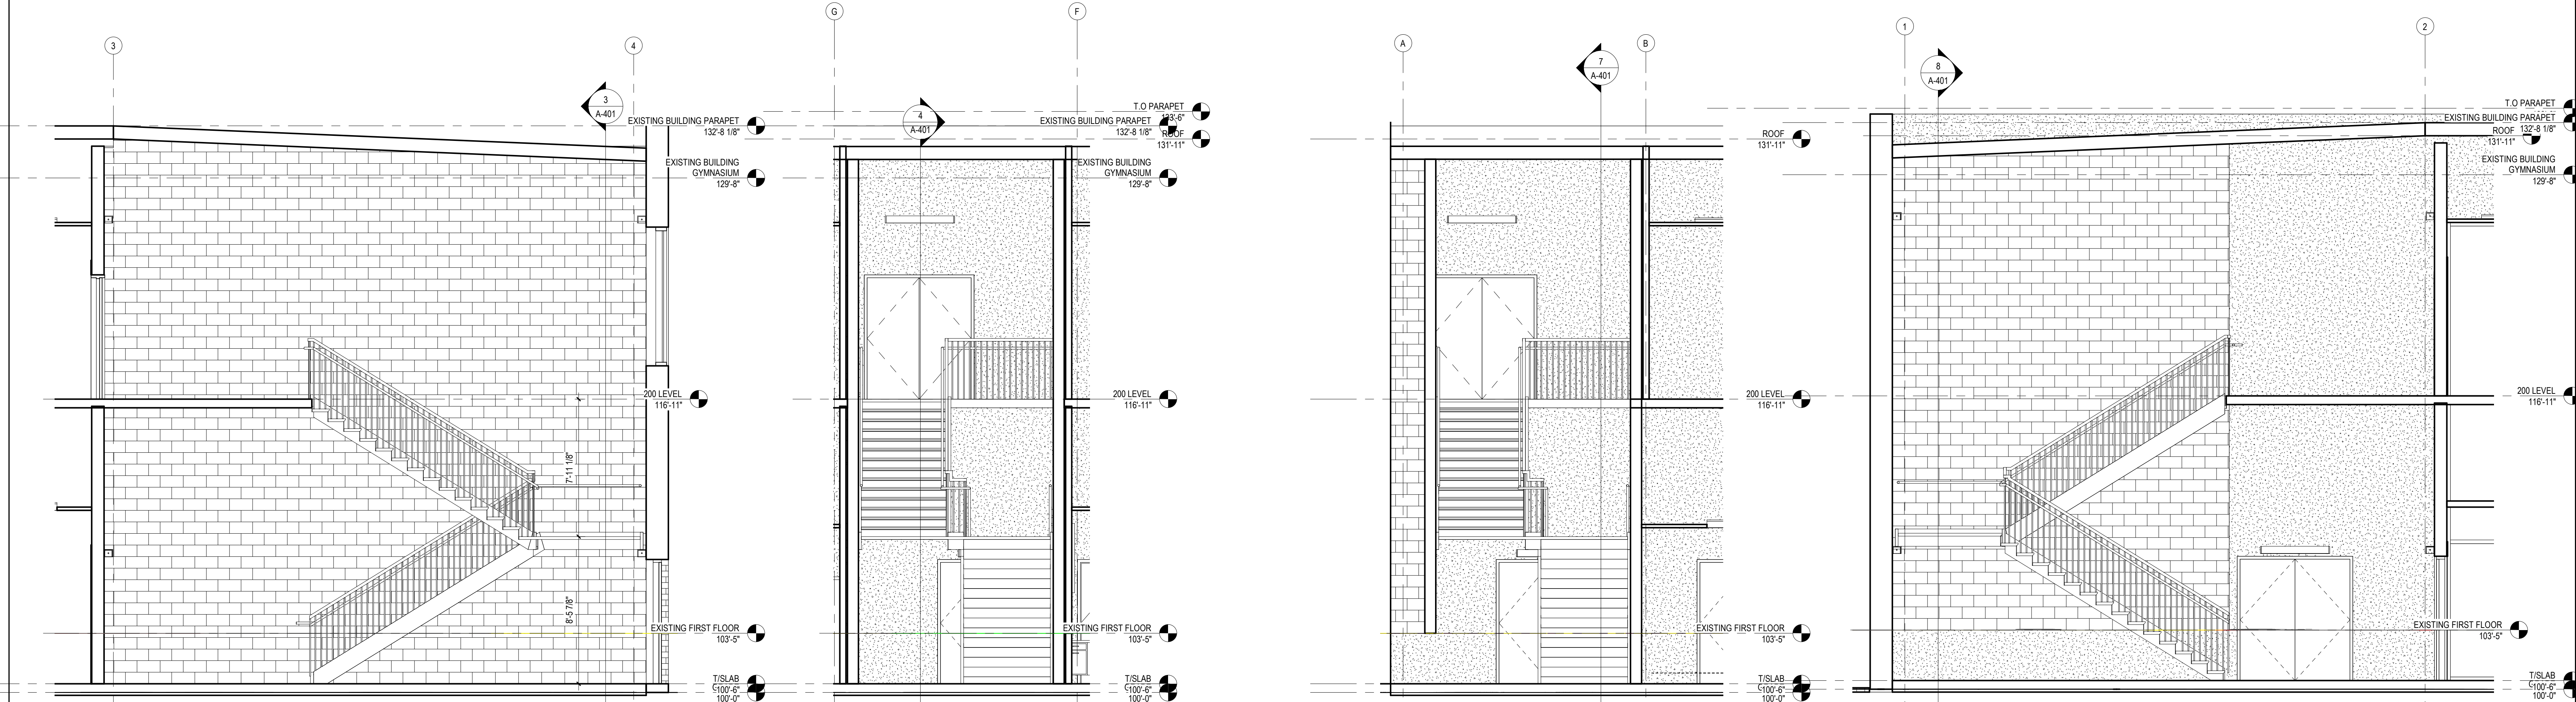 3
4
3
A-401
EXISTING BUILDING PARAPET
132'-8 1/8"
EXISTING BUILDING
GYMNASIUM
129'-8"
200 LEVEL
116'-11"
7'-11 1/8"
8'-5 7/8"
EXISTING FIRST FLOOR
103'-5"
T/SLAB
100'-6"
100'-0"
G
F
4
A-401
T.O PARAPET
133'-6"
EXISTING BUILDING PARAPET
132'-8 1/8"
ROOF
131'-11"
EXISTING BUILDING
GYMNASIUM
129'-8"
200 LEVEL
116'-11"
EXISTING FIRST FLOOR
103'-5"
T/SLAB
100'-6"
100'-0"
A
B
7
A-401
ROOF
131'-11"
200 LEVEL
116'-11"
EXISTING FIRST FLOOR
103'-5"
T/SLAB
100'-6"
100'-0"
1
2
8
A-401
T.O PARAPET
EXISTING BUILDING PARAPET
132'-8 1/8"
ROOF
131'-11"
EXISTING BUILDING
GYMNASIUM
129'-8"
200 LEVEL
116'-11"
EXISTING FIRST FLOOR
103'-5"
T/SLAB
100'-6"
100'-0"